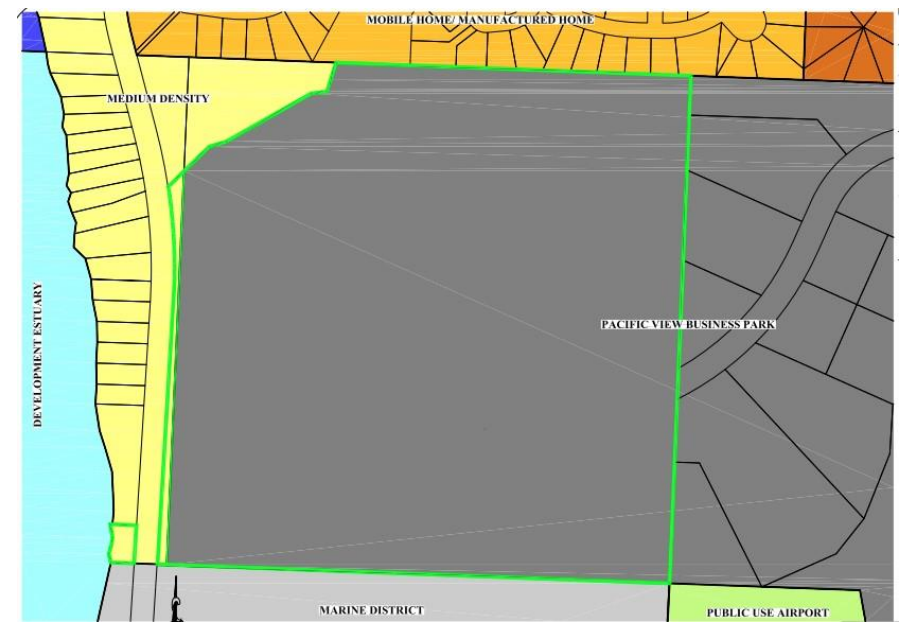 MOBILE HOME/ MANUFACTURED HOME
MEDIUM DENSITY
DEVELOPMENT ESTUARY
PACIFIC VIEW BUSINESS PARK
MARINE DISTRICT
PUBLIC USE AIRPORT